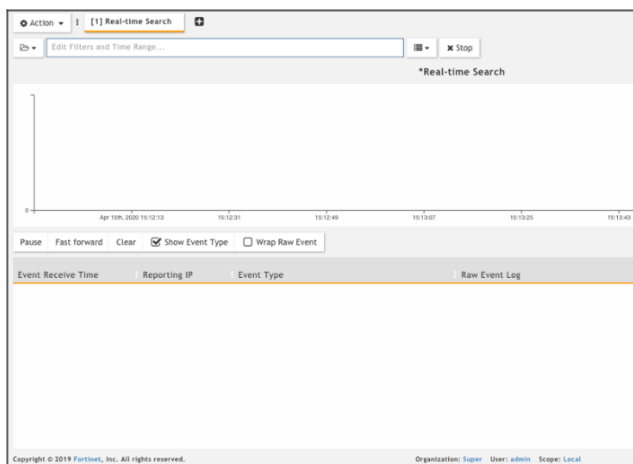 Action [1] Real-time Search
Edit Filters and Time Range... Stop
*Real-time Search
0
Apr 15th, 2020 15:12:13 15:12:31 15:12:49 15:13:07 15:13:25 15:13:43
Pause Fast forward Clear Show Event Type Wrap Raw Event
Event Receive Time Reporting IP Event Type Raw Event Log
Copyright © 2019 Fortinet, Inc. All rights reserved. Organization: Super User: admin Scope: Local